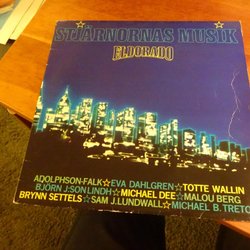 STJÄRNORNAS MUSIK
ELDORADO
ADOLPHSON-FALK☆EVA DAHLGREN☆TOTTE WALLIN
BJÖRN J:SON LINDH☆MICHAEL DEE☆MALOU BERG
BRYNN SETTELS☆SAM J. LUNDWALL☆MICHAEL B. TRETOW